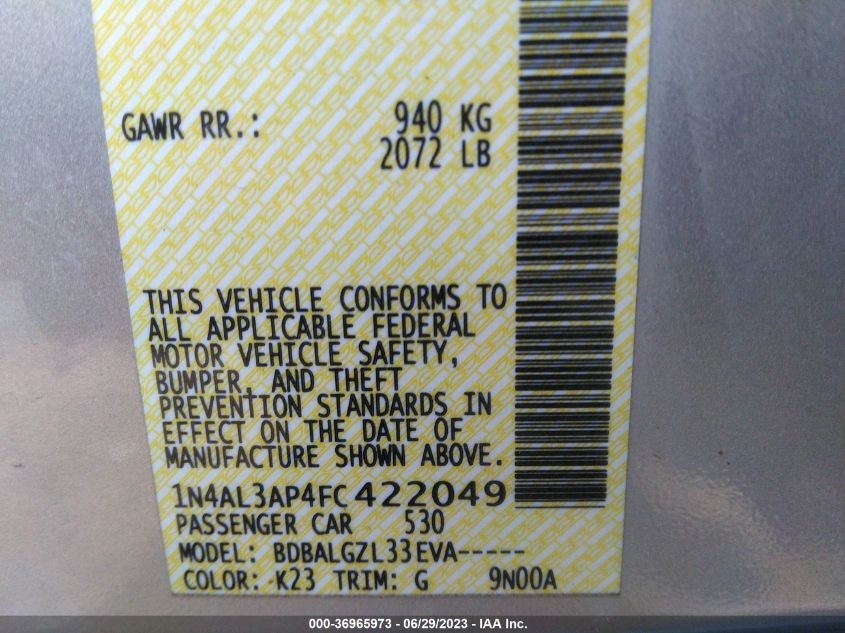 GAWR RR.: 940 KG
2072 LB
THIS VEHICLE CONFORMS TO
ALL APPLICABLE FEDERAL
MOTOR VEHICLE SAFETY,
BUMPER, AND THEFT
PREVENTION STANDARDS IN
EFFECT ON THE DATE OF
MANUFACTURE SHOWN ABOVE.
1N4AL3AP4FC422049
PASSENGER CAR 530
MODEL: BDBALGZL33EVA-----
COLOR: K23 TRIM: G 9N00A
000-36965973 / 06/29/2023 - IAA Inc.